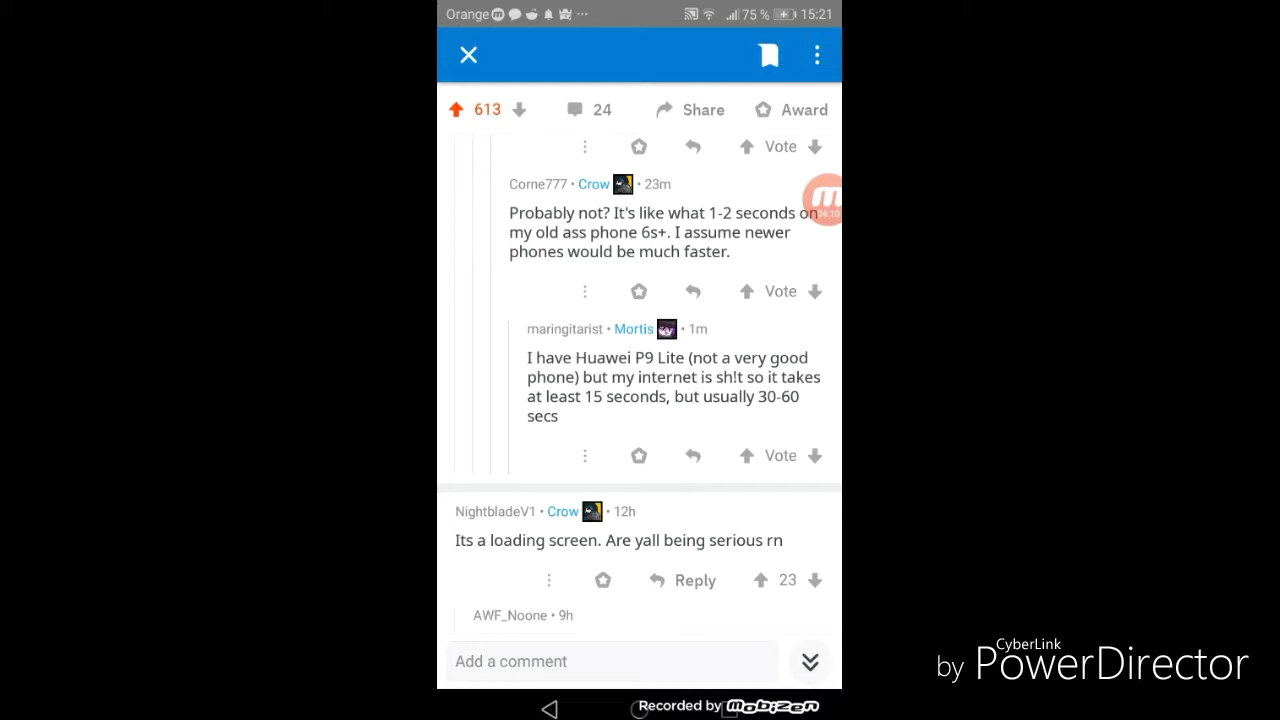 Orange 75 % 15:21
613 24 Share Award
Vote
Corne777 • Crow • 23m
Probably not? It's like what 1-2 seconds on
my old ass phone 6s+. I assume newer
phones would be much faster.
04:10
Vote
maringitarist • Mortis • 1m
I have Huawei P9 Lite (not a very good
phone) but my internet is sh!t so it takes
at least 15 seconds, but usually 30-60
secs
Vote
NightbladeV1 • Crow • 12h
Its a loading screen. Are yall being serious rn
Reply 23
AWF_Noone • 9h
Add a comment
CyberLink
by PowerDirector
Recorded by mobizen